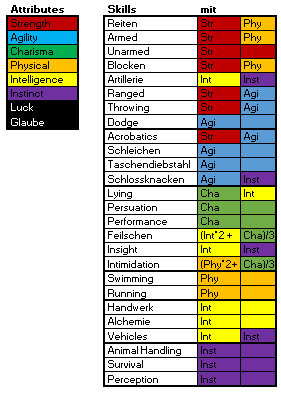 Attributes Skills mit
Strength Reiten Str Phy
Agility Armed Str Phy
Charisma Unarmed Str
Physical Blocken Str Phy
Intelligence Artillerie Int Inst
Instinct Ranged Str Agi
Luck Throwing Str Agi
Glaube Dodge Agi
Acrobatics Str Agi
Schleichen Agi
Taschendiebstahl Agi
Schlossknacken Agi Inst
Lying Cha Int
Persuation Cha
Performance Cha
Feilschen (Int*2 + Cha)/3
Insight Int Inst
Intimidation (Phy*2+ Cha)/3
Swimming Phy
Running Phy
Handwerk Int
Alchemie Int
Vehicles Int Inst
Animal Handling Inst
Survival Inst
Perception Inst